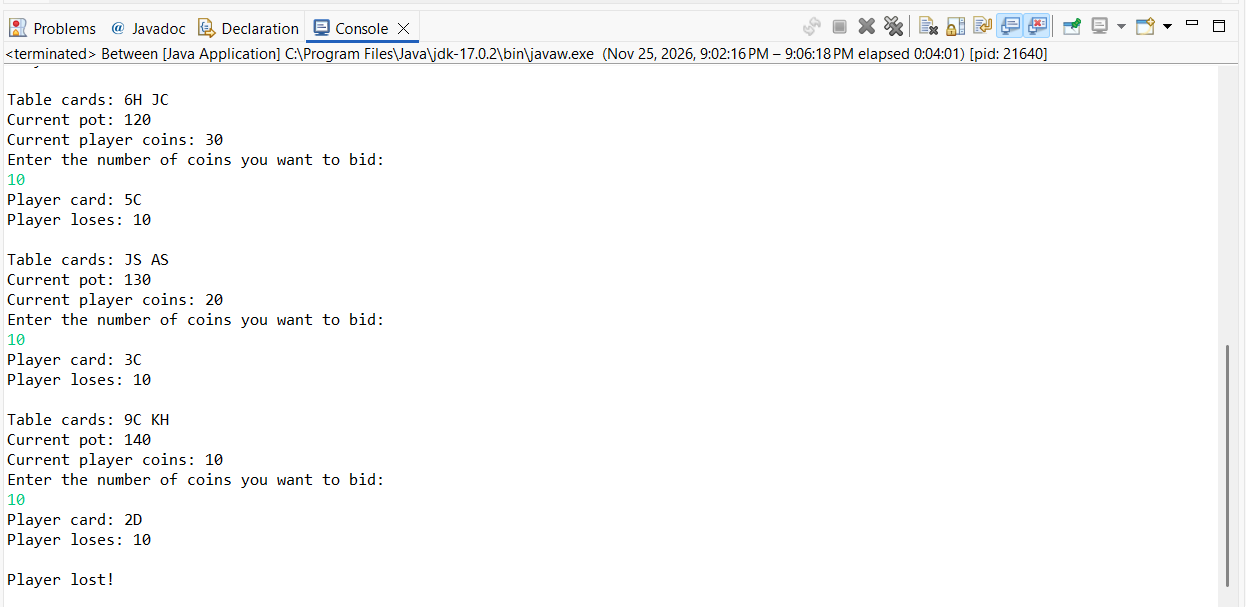 Problems @ Javadoc Declaration Console
<terminated> Between [Java Application] C:\Program Files\Java\jdk-17.0.2\bin\javaw.exe (Nov 25, 2026, 9:02:16 PM – 9:06:18 PM elapsed 0:04:01) [pid: 21640]
Table cards: 6H JC
Current pot: 120
Current player coins: 30
Enter the number of coins you want to bid:
10
Player card: 5C
Player loses: 10
Table cards: JS AS
Current pot: 130
Current player coins: 20
Enter the number of coins you want to bid:
10
Player card: 3C
Player loses: 10
Table cards: 9C KH
Current pot: 140
Current player coins: 10
Enter the number of coins you want to bid:
10
Player card: 2D
Player loses: 10
Player lost!